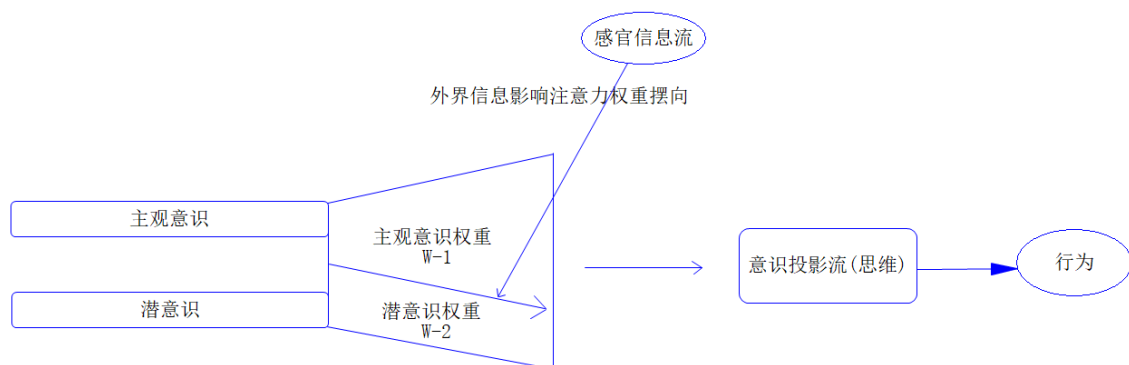 感官信息流
外界信息影响注意力权重摆向
主观意识
主观意识权重
W-1
潜意识
潜意识权重
W-2
意识投影流(思维)
行为